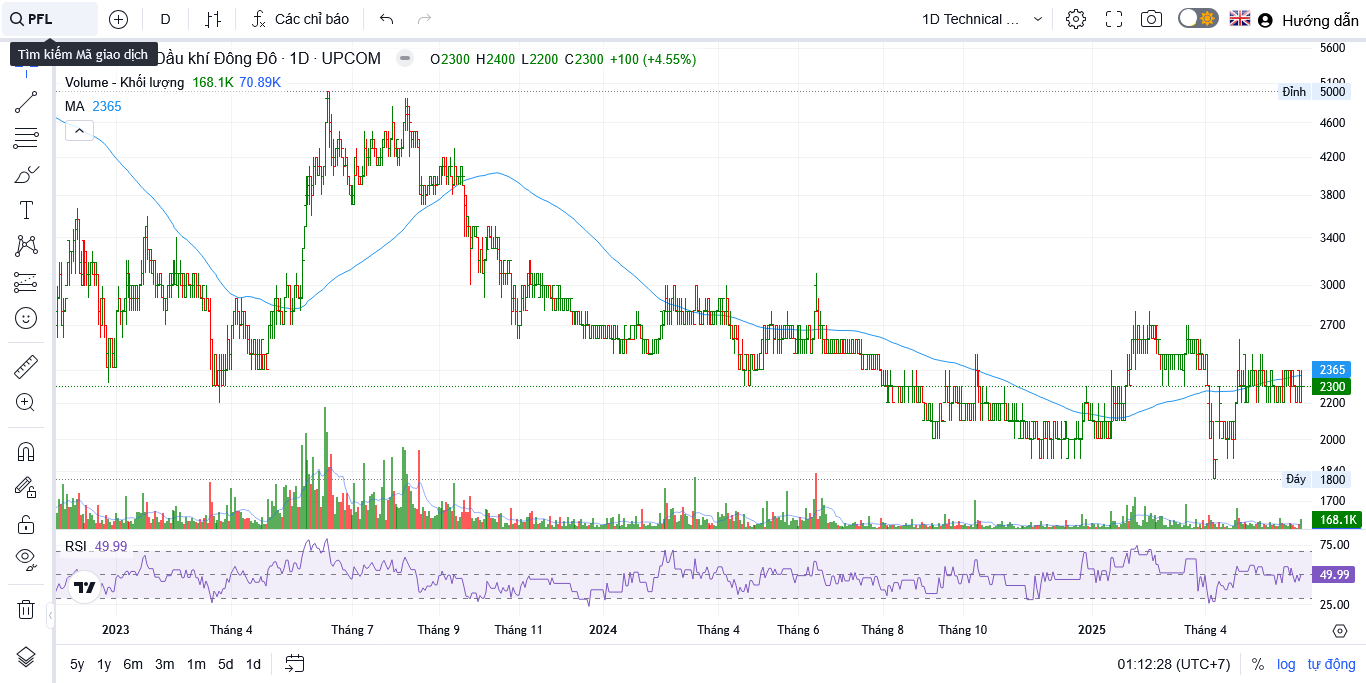 PFL
D
Các chỉ báo
1D Technical ...
Hướng dẫn
Tìm kiếm Mã giao dịch
Dầu khí Đông Đô · 1D · UPCOM
O2300 H2400 L2200 C2300 +100 (+4.55%)
Volume - Khối lượng 168.1K 70.89K
MA 2365
5600
5100
Đỉnh 5000
4600
4200
3800
3400
3000
2700
2365
2300
2200
2000
1840
Đáy 1800
1700
168.1K
RSI 49.99
75.00
49.99
25.00
2023 Tháng 4 Tháng 7 Tháng 9 Tháng 11 2024 Tháng 4 Tháng 6 Tháng 8 Tháng 10 2025 Tháng 4
5y 1y 6m 3m 1m 5d 1d
01:12:28 (UTC+7) % log tự động